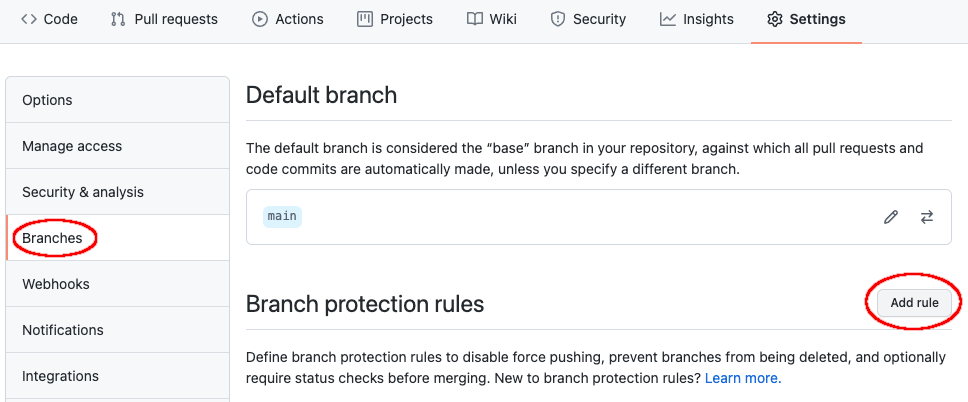 Code Pull requests Actions Projects Wiki Security Insights Settings
Options
Manage access
Security & analysis
Branches
Webhooks
Notifications
Integrations
Default branch
The default branch is considered the “base” branch in your repository, against which all pull requests and
code commits are automatically made, unless you specify a different branch.
main
Branch protection rules
Add rule
Define branch protection rules to disable force pushing, prevent branches from being deleted, and optionally
require status checks before merging. New to branch protection rules? Learn more.